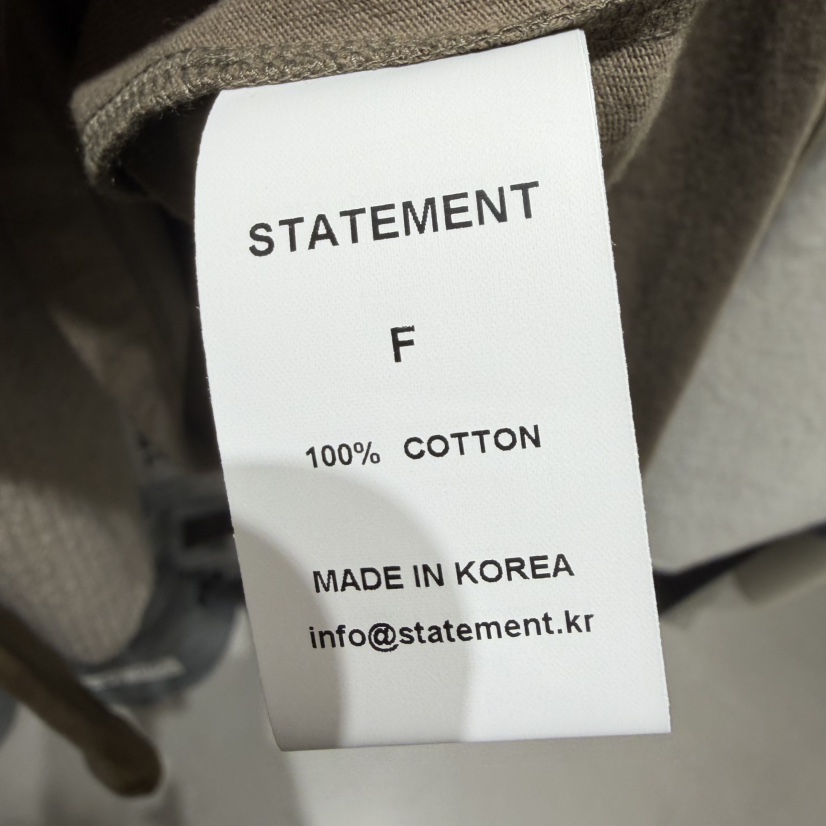 STATEMENT
F
100% COTTON
MADE IN KOREA
info@statement.kr